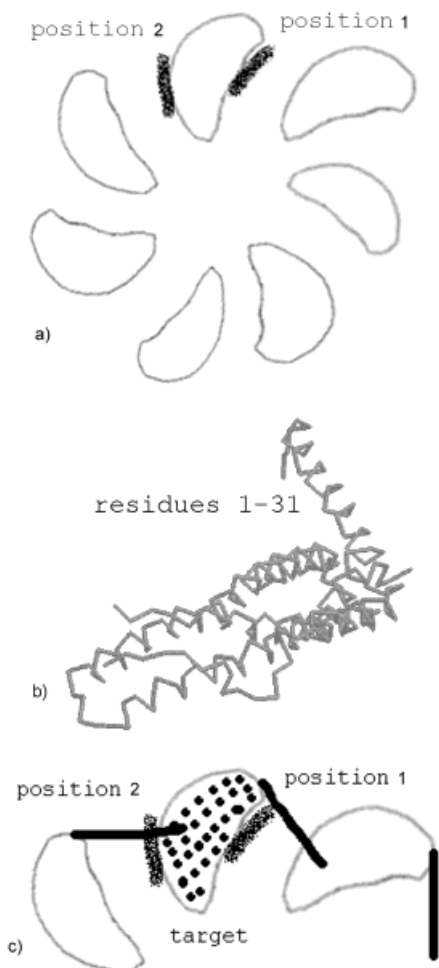 position 2
position 1
a)
residues 1-31
b)
position 2
position 1
target
c)